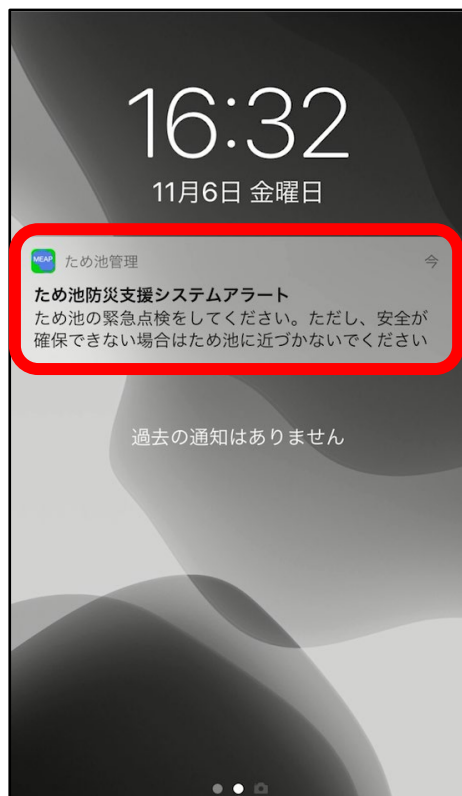 16:32
11月6日 金曜日
MEAP ため池管理 今
ため池防災支援システムアラート
ため池の緊急点検をしてください。ただし、安全が
確保できない場合はため池に近づかないでください
過去の通知はありません